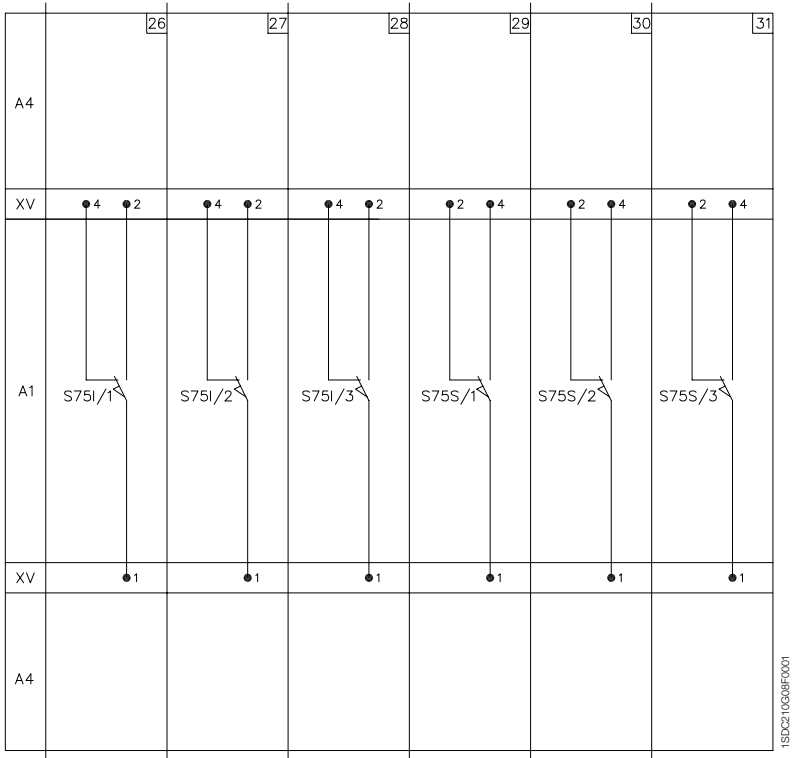 26 27 28 29 30 31
A4
XV 4 2 4 2 4 2 2 4 2 4 2 4
A1 S75I/1 S75I/2 S75I/3 S75S/1 S75S/2 S75S/3
XV 1 1 1 1 1 1
A4
1SDC210G08F0001